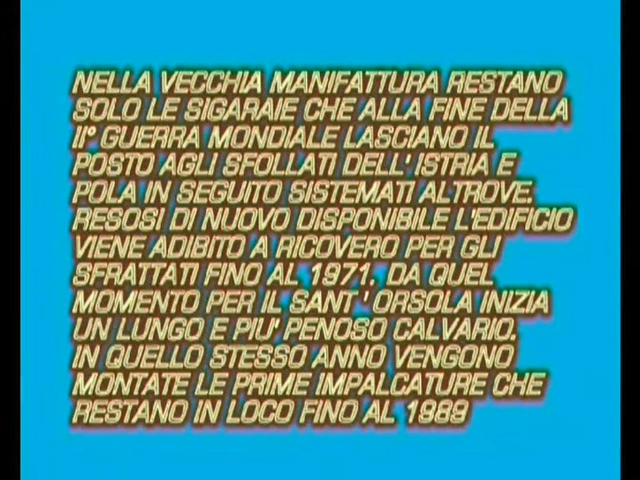 NELLA VECCHIA MANIFATTURA RESTANO
SOLO LE SIGARAIE CHE ALLA FINE DELLA
II° GUERRA MONDIALE LASCIANO IL
POSTO AGLI SFOLLATI DELL' ISTRIA E
POLA IN SEGUITO SISTEMATI ALTROVE.
RESOSI DI NUOVO DISPONIBILE L'EDIFICIO
VIENE ADIBITO A RICOVERO PER GLI
SFRATTATI FINO AL 1971. DA QUEL
MOMENTO PER IL SANT ' ORSOLA INIZIA
UN LUNGO E PIU' PENOSO CALVARIO.
IN QUELLO STESSO ANNO VENGONO
MONTATE LE PRIME IMPALCATURE CHE
RESTANO IN LOCO FINO AL 1989